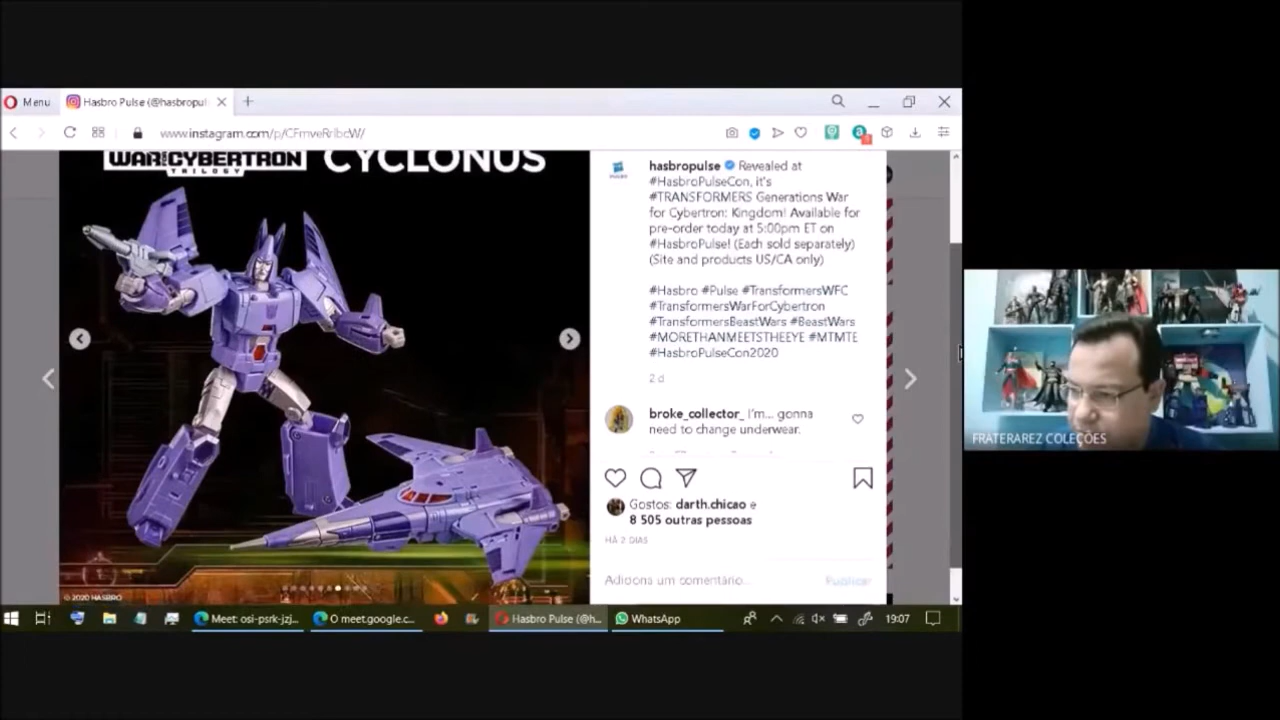 Menu
Hasbro Pulse (@hasbropul
www.instagram.com/p/CFmveRribcW/
WAR FOR CYBERTRON
TRILOGY
CYCLONUS
hasbropulse Revealed at
#HasbroPulseCon, it's
#TRANSFORMERS Generations War
for Cybertron: Kingdom! Available for
pre-order today at 5:00pm ET on
#HasbroPulse! (Each sold separately)
(Site and products US/CA only)
#Hasbro #Pulse #TransformersWFC
#TransformersWarForCybertron
#TransformersBeastWars #BeastWars
#MORETHANMEETSTHEEYE #MTMTE
#HasbroPulseCon2020
2 d
broke_collector_ I'm... gonna
need to change underwear.
Gostos: darth.chicao e
8 505 outras pessoas
HÁ 2 DIAS
Adiciona um comentário...
Publicar
© 2020 HASBRO
FRATERAREZ COLEÇÕES
Meet: osi-psrk-jzj...
O meet.google.c...
Hasbro Pulse (@h...
WhatsApp
19:07